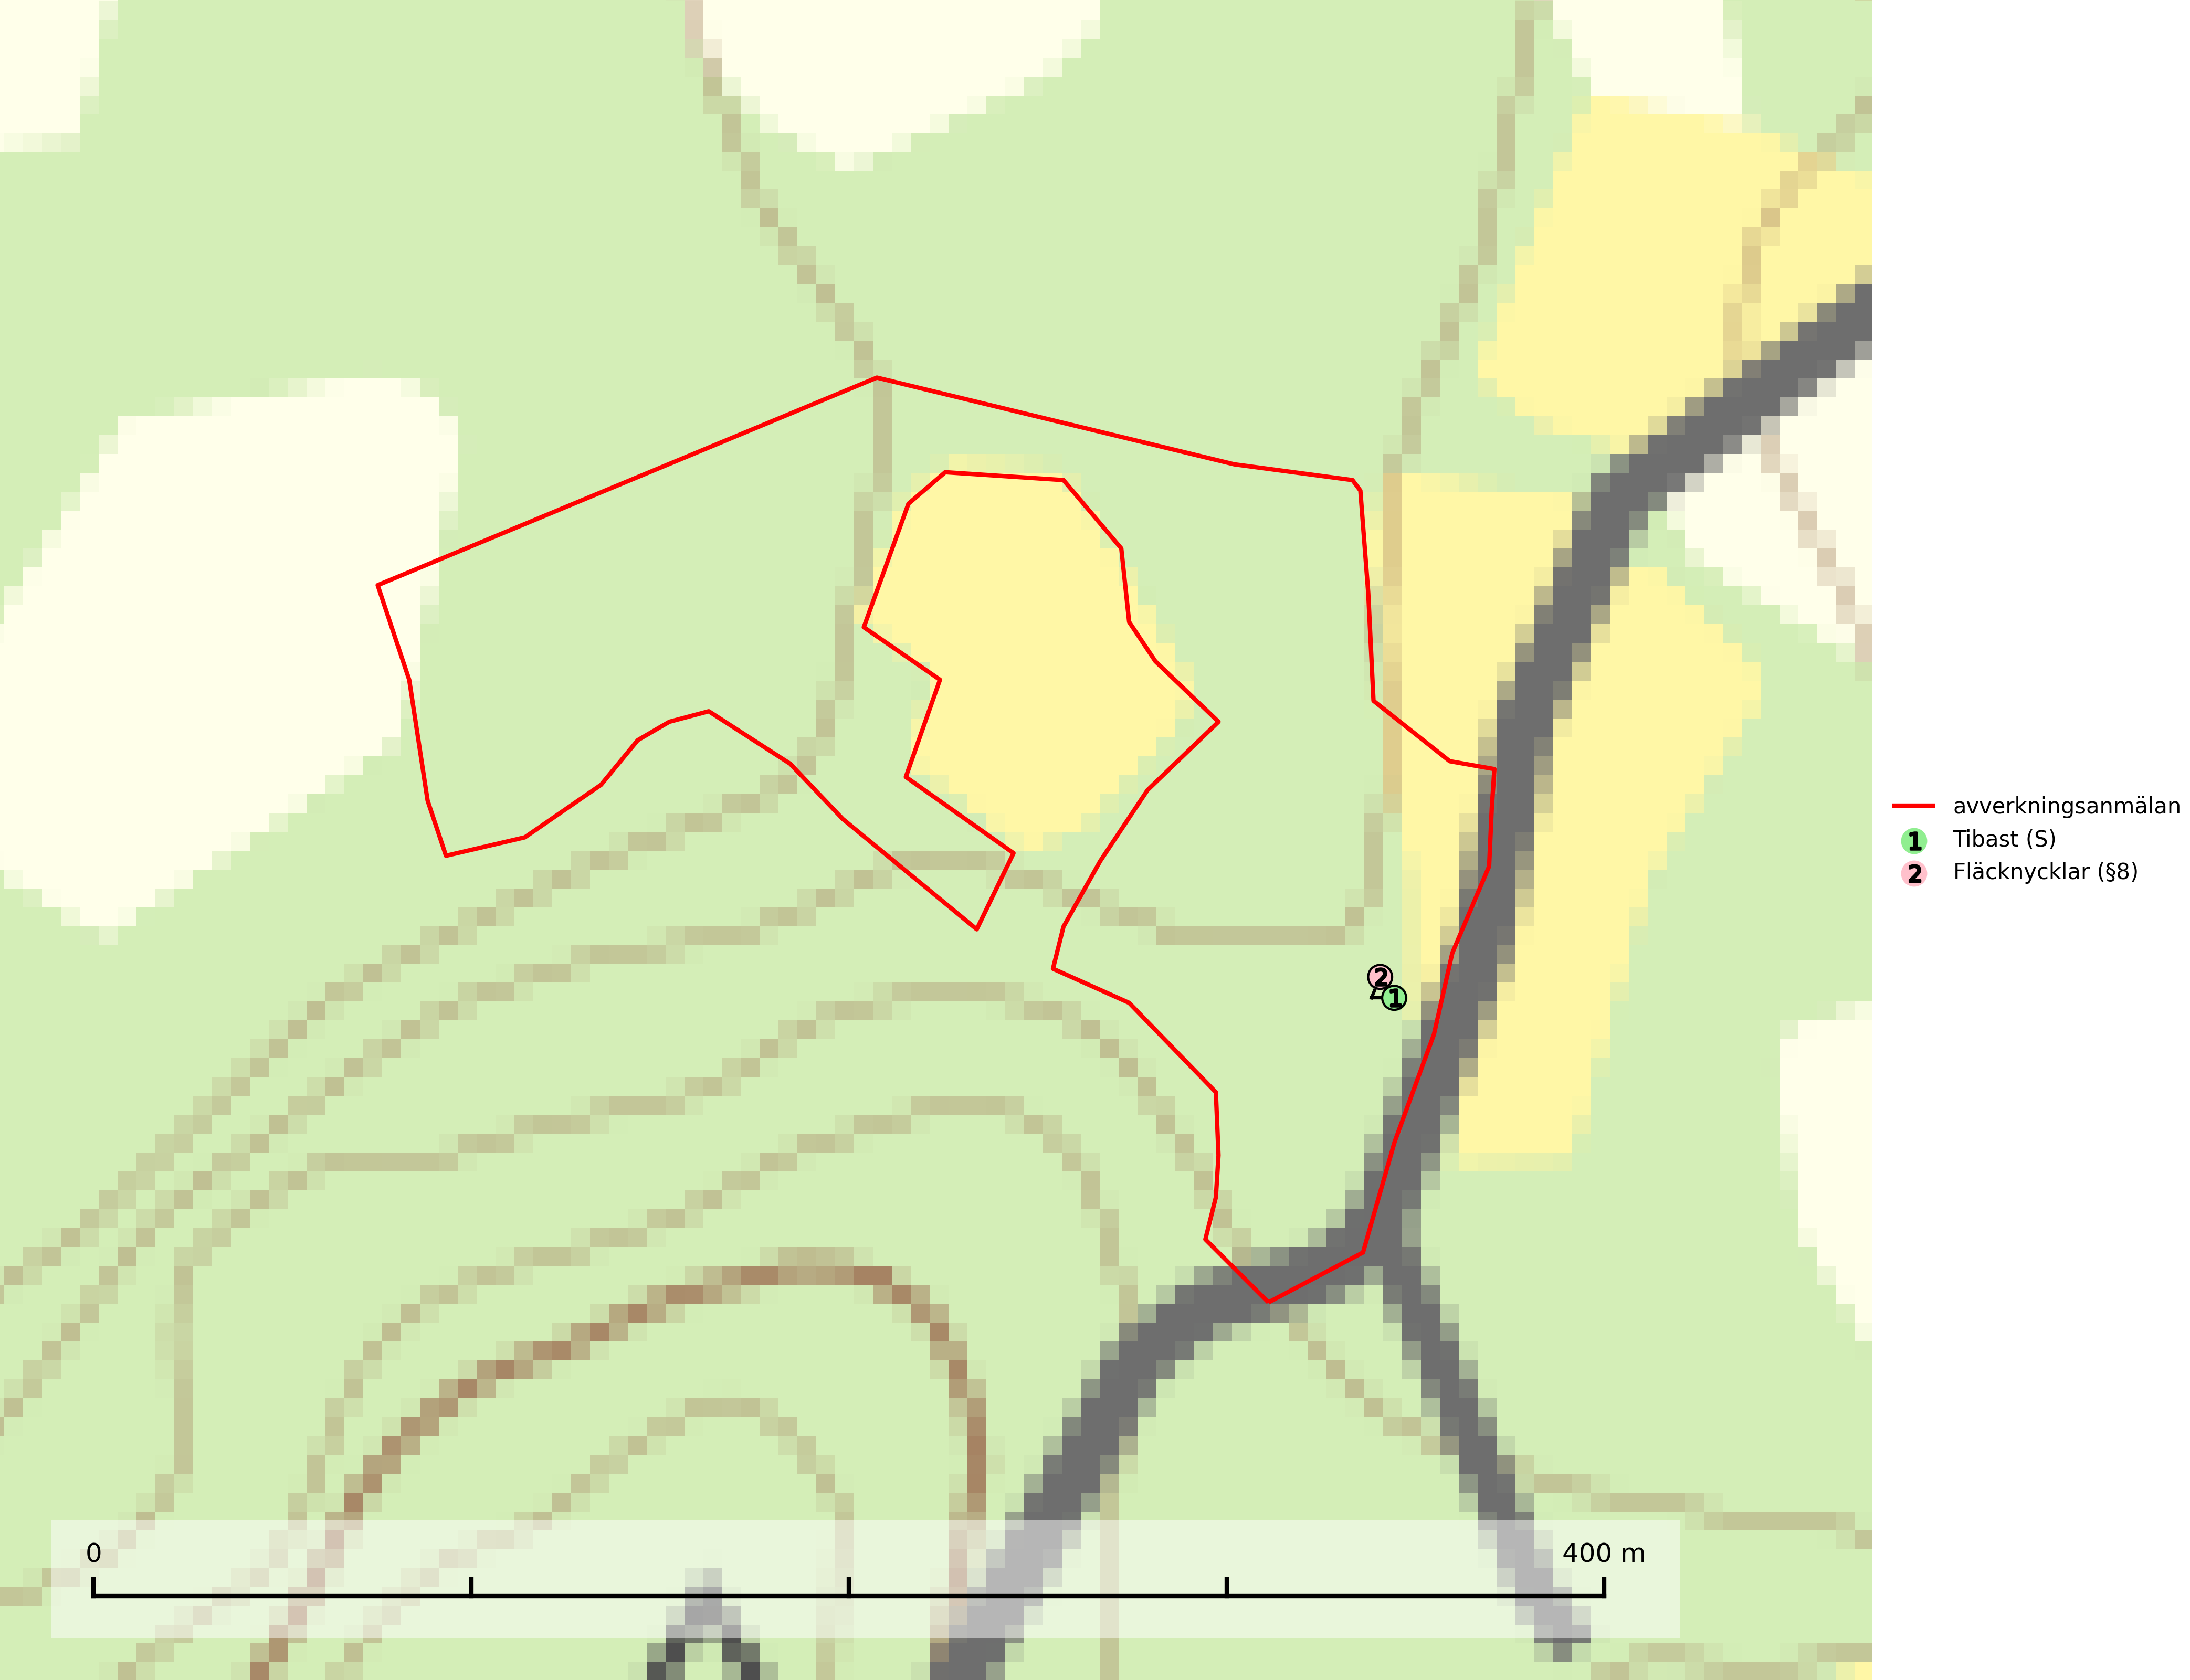 avverkningsanmälan
1 Tibast (S)
2 Fläcknycklar (§8)
2
1
0 400 m